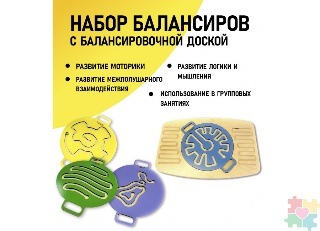 НАБОР БАЛАНСИРОВ
С БАЛАНСИРОВОЧНОЙ ДОСКОЙ
• РАЗВИТИЕ МОТОРИКИ
• РАЗВИТИЕ МЕЖПОЛУШАРНОГО
ВЗАИМОДЕЙСТВИЯ
• РАЗВИТИЕ ЛОГИКИ И
МЫШЛЕНИЯ
• ИСПОЛЬЗОВАНИЕ В ГРУППОВЫХ
ЗАНЯТИЯХ